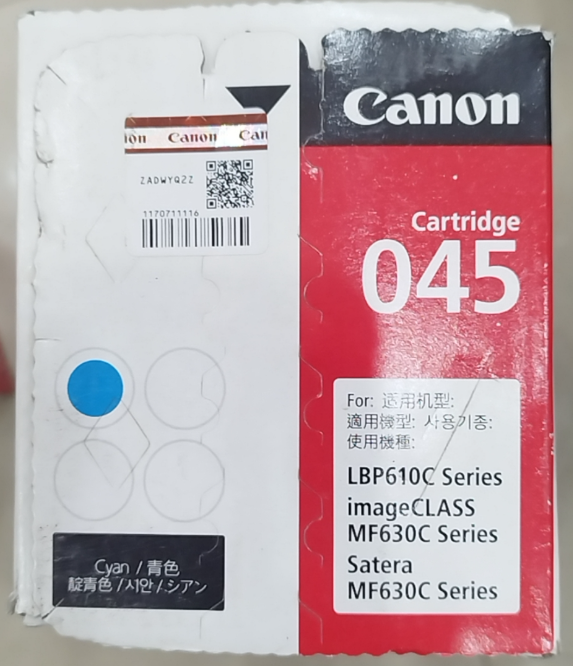 Canon
ion Canon Can
ZADWYQ2Z
1170711116
Cartridge
045
For: 适用机型:
適用機型: 사용기종:
使用機種:
LBP610C Series
imageCLASS
MF630C Series
Satera
MF630C Series
Cyan / 青色
靛青色 /시안 /シアン